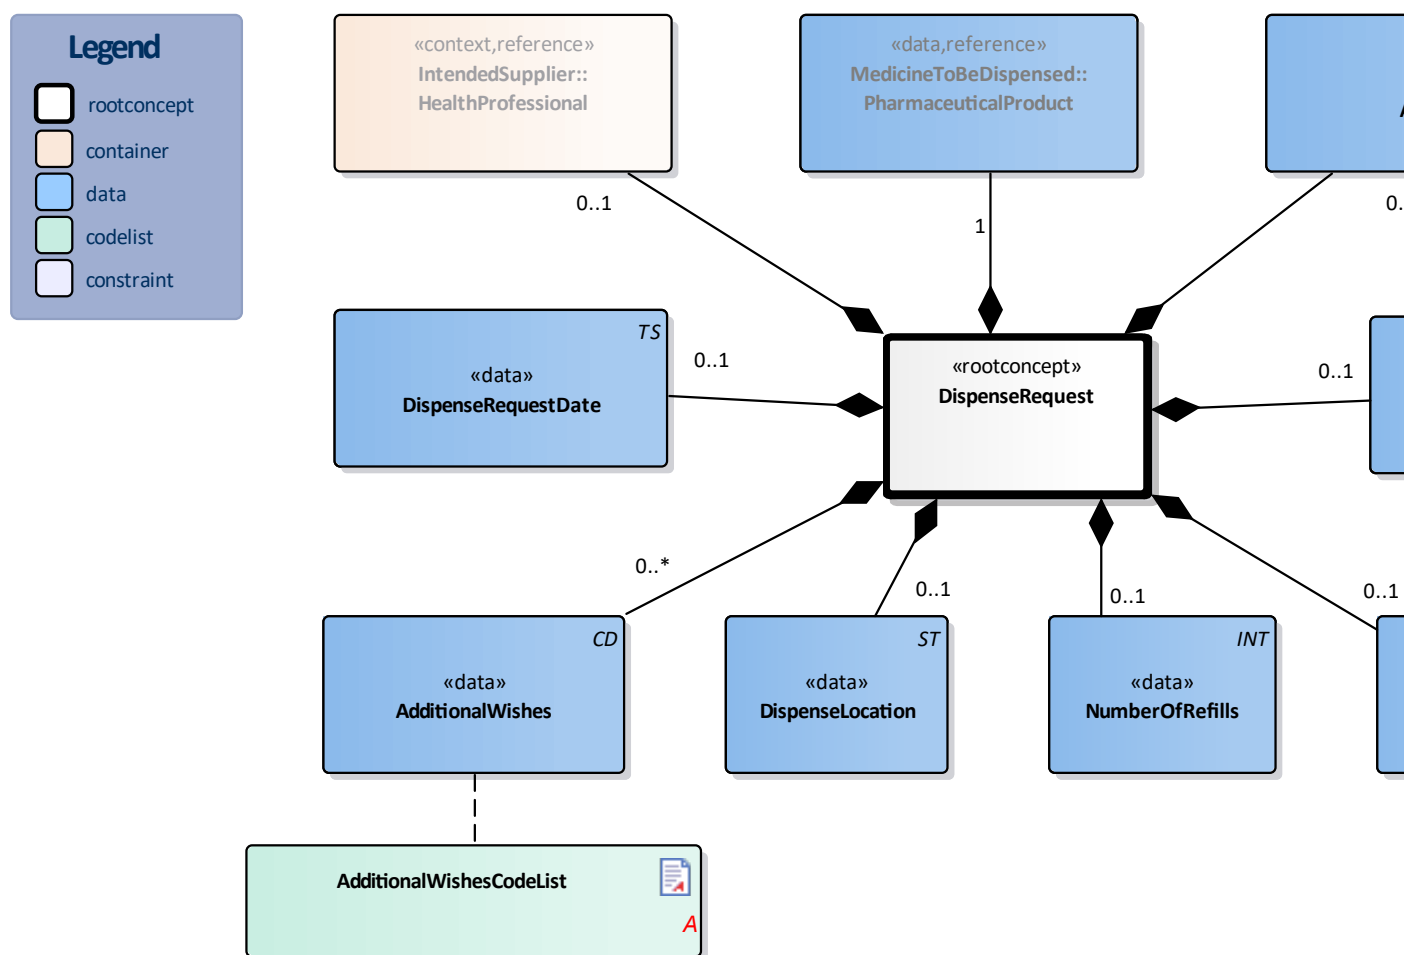 Legend
rootconcept
container
data
codelist
constraint
«context,reference»
IntendedSupplier::
HealthProfessional
«data,reference»
MedicineToBeDispensed::
PharmaceuticalProduct
0..1
1
0.
TS
«data»
DispenseRequestDate
0..1
«rootconcept»
DispenseRequest
0..1
0..*
0..1
0..1
0..1
CD
«data»
AdditionalWishes
ST
«data»
DispenseLocation
INT
«data»
NumberOfRefills
AdditionalWishesCodeList
A